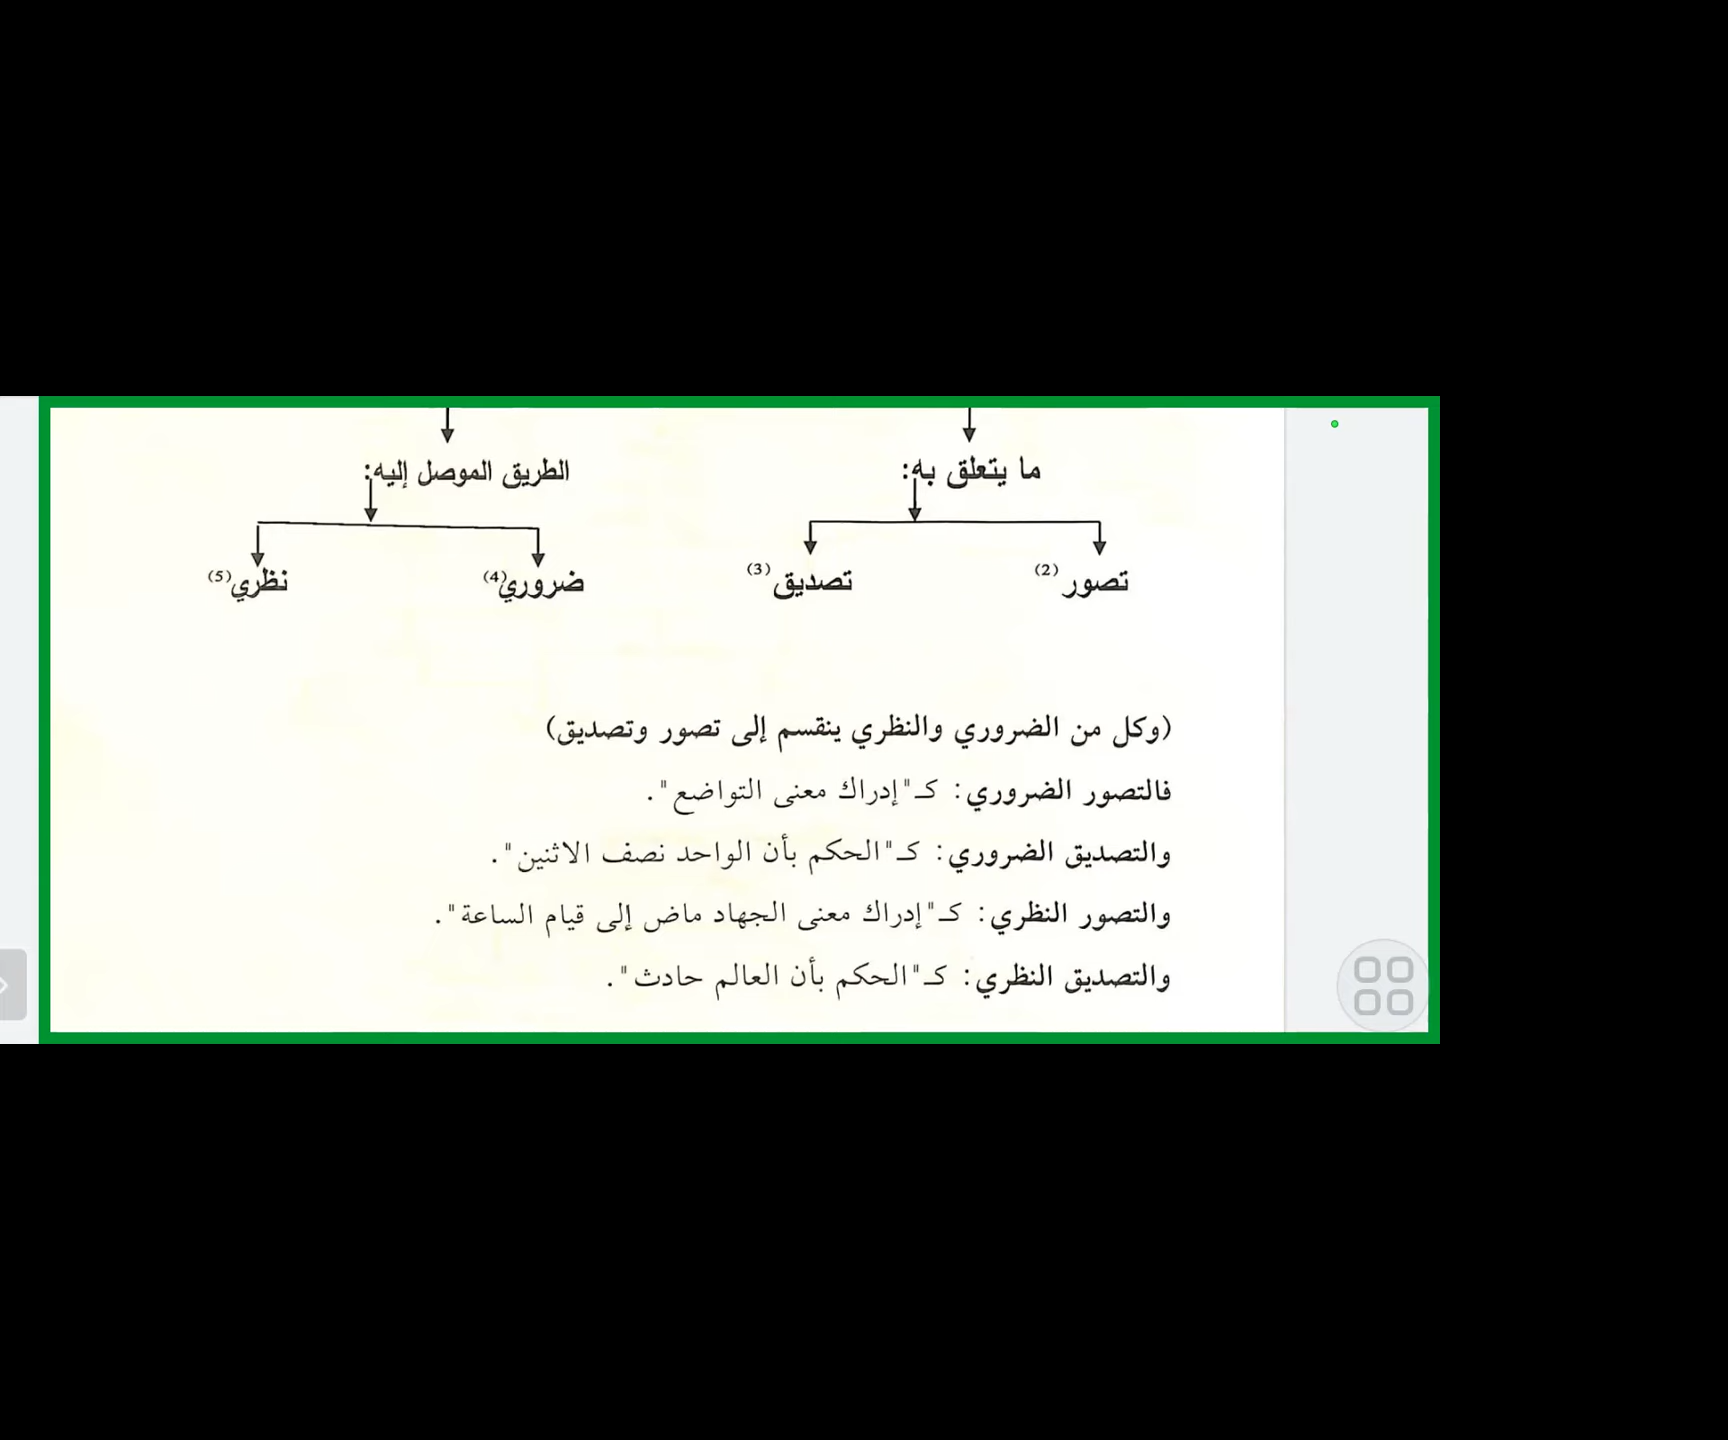 ما يتعلق به:
الطريق الموصل إليه:
تصور (2)
تصديق (3)
ضروري (4)
نظري (5)
(وكل من الضروري والنظري ينقسم إلى تصور وتصديق)
فالتصور الضروري: كـ"إدراك معنى التواضع".
والتصديق الضروري: كـ"الحكم بأن الواحد نصف الاثنين".
والتصور النظري: كـ"إدراك معنى الجهاد ماض إلى قيام الساعة".
والتصديق النظري: كـ"الحكم بأن العالم حادث".